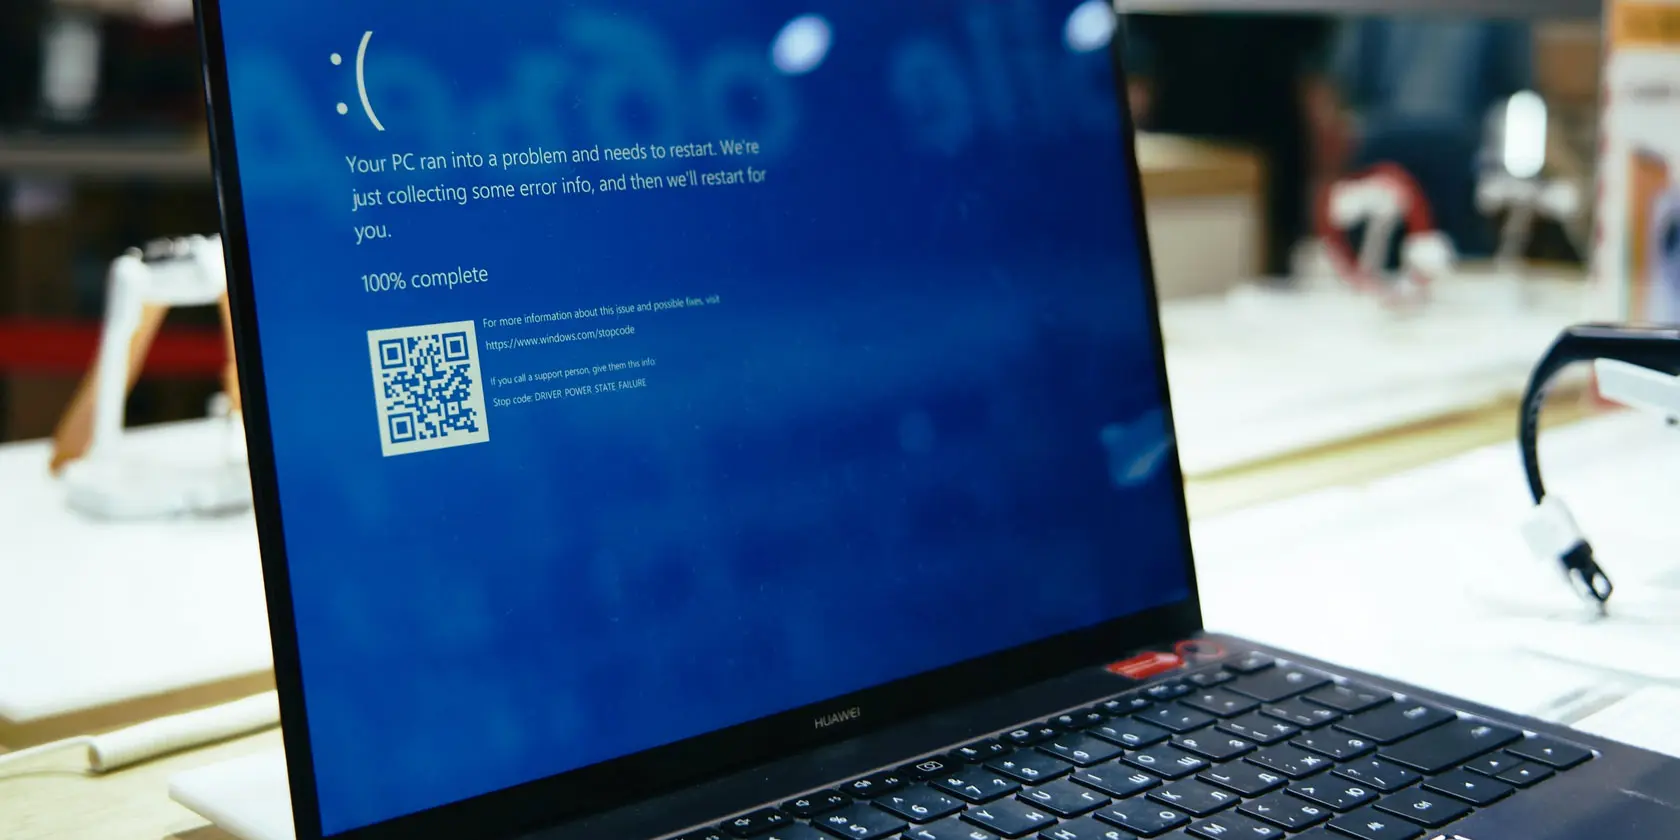 :(
Your PC ran into a problem and needs to restart. We're
just collecting some error info, and then we'll restart for
you.
100% complete
For more information about this issue and possible fixes, visit
https://www.windows.com/stopcode
If you call a support person, give them this info:
Stop code: DRIVER POWER STATE FAILURE
HUAWEI